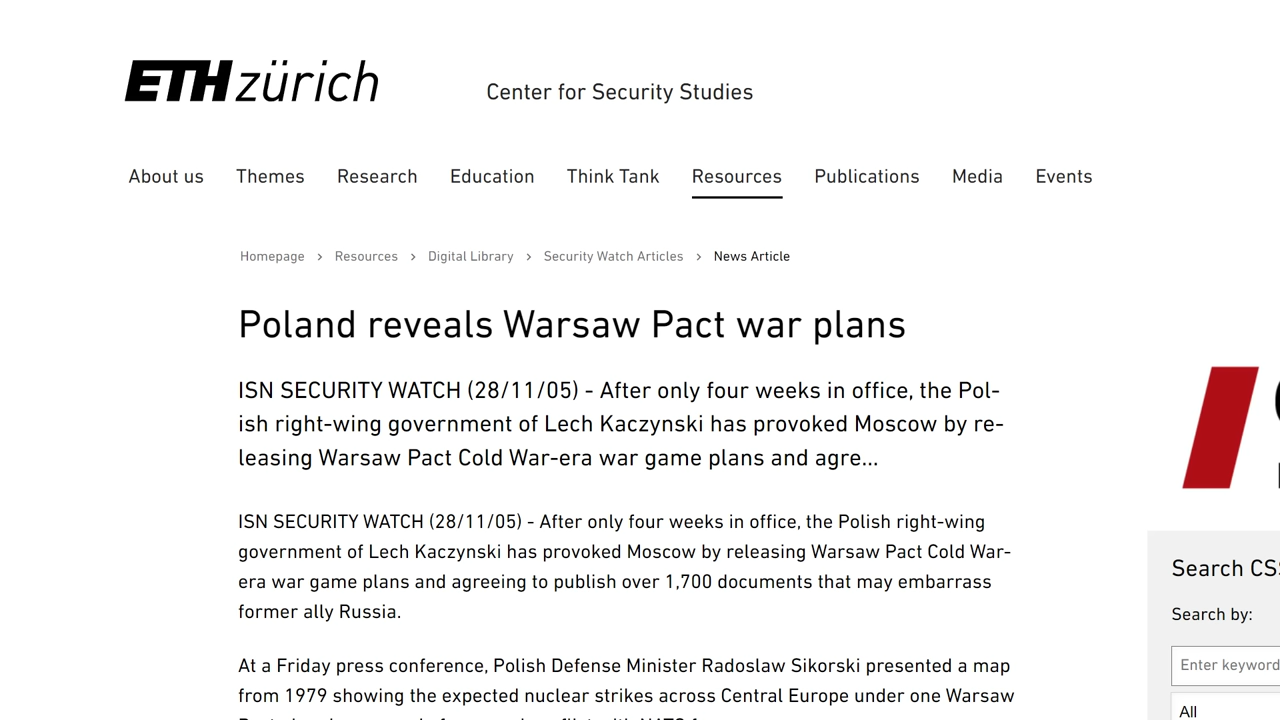 ETH zürich
Center for Security Studies
About us Themes Research Education Think Tank Resources Publications Media Events
Homepage › Resources › Digital Library › Security Watch Articles › News Article
Poland reveals Warsaw Pact war plans
ISN SECURITY WATCH (28/11/05) - After only four weeks in office, the Pol-
ish right-wing government of Lech Kaczynski has provoked Moscow by re-
leasing Warsaw Pact Cold War-era war game plans and agre...
ISN SECURITY WATCH (28/11/05) - After only four weeks in office, the Polish right-wing
government of Lech Kaczynski has provoked Moscow by releasing Warsaw Pact Cold War-
era war game plans and agreeing to publish over 1,700 documents that may embarrass
former ally Russia.
Search CSS
Search by:
Enter keyword
All
At a Friday press conference, Polish Defense Minister Radoslaw Sikorski presented a map
from 1979 showing the expected nuclear strikes across Central Europe under one Warsaw